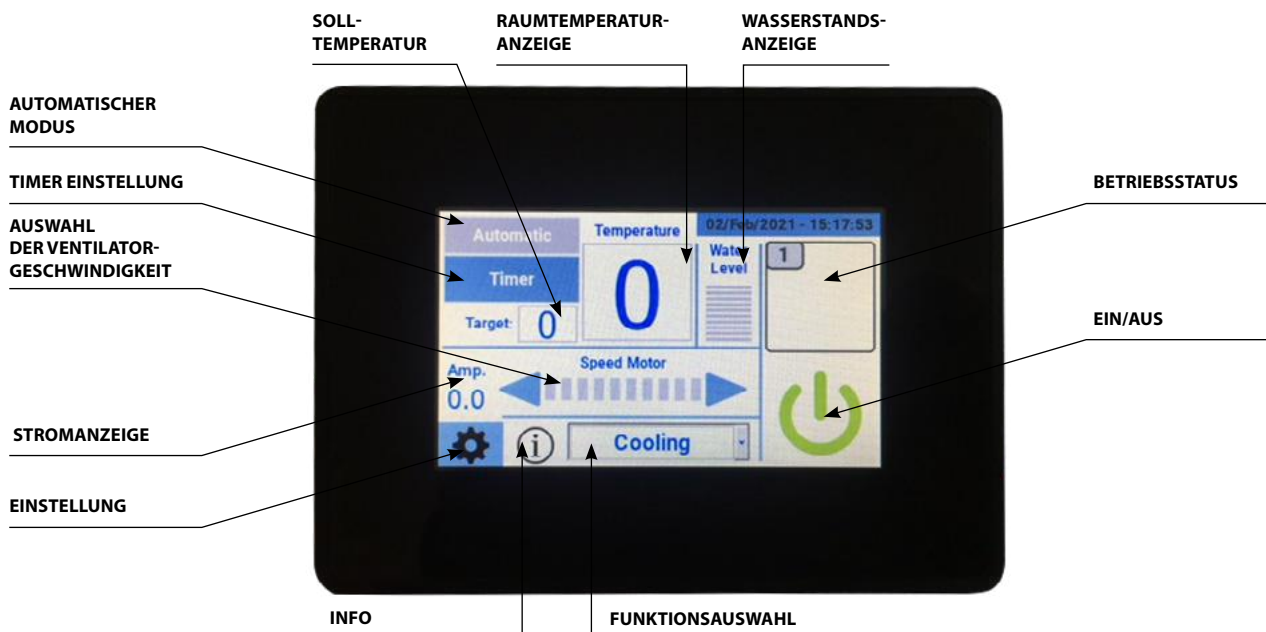 SOLL-
TEMPERATUR
RAUMTEMPERATUR-
ANZEIGE
WASSERSTANDS-
ANZEIGE
AUTOMATISCHER
MODUS
TIMER EINSTELLUNG
AUSWAHL
DER VENTILATOR-
GESCHWINDIGKEIT
STROMANZEIGE
EINSTELLUNG
BETRIEBSSTATUS
EIN/AUS
Automatic
Timer
Target:
0
Temperature
0
02/Feb/2021 - 15:17:53
Water
Level
1
Amp.
0.0
Speed Motor
i
Cooling
INFO
FUNKTIONSAUSWAHL